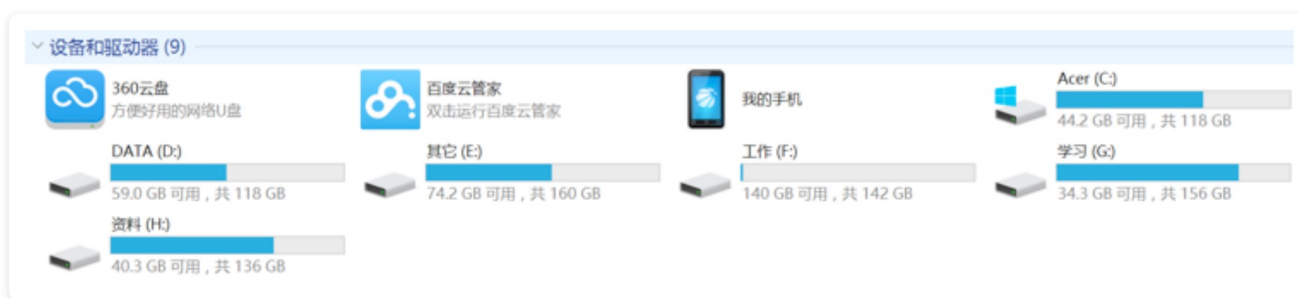 设备和驱动器 (9)
360云盘
方便好用的网络U盘
百度云管家
双击运行百度云管家
我的手机
Acer (C:)
44.2 GB 可用，共 118 GB
DATA (D:)
59.0 GB 可用，共 118 GB
其它 (E:)
74.2 GB 可用，共 160 GB
工作 (F:)
140 GB 可用，共 142 GB
学习 (G:)
34.3 GB 可用，共 156 GB
资料 (H:)
40.3 GB 可用，共 136 GB